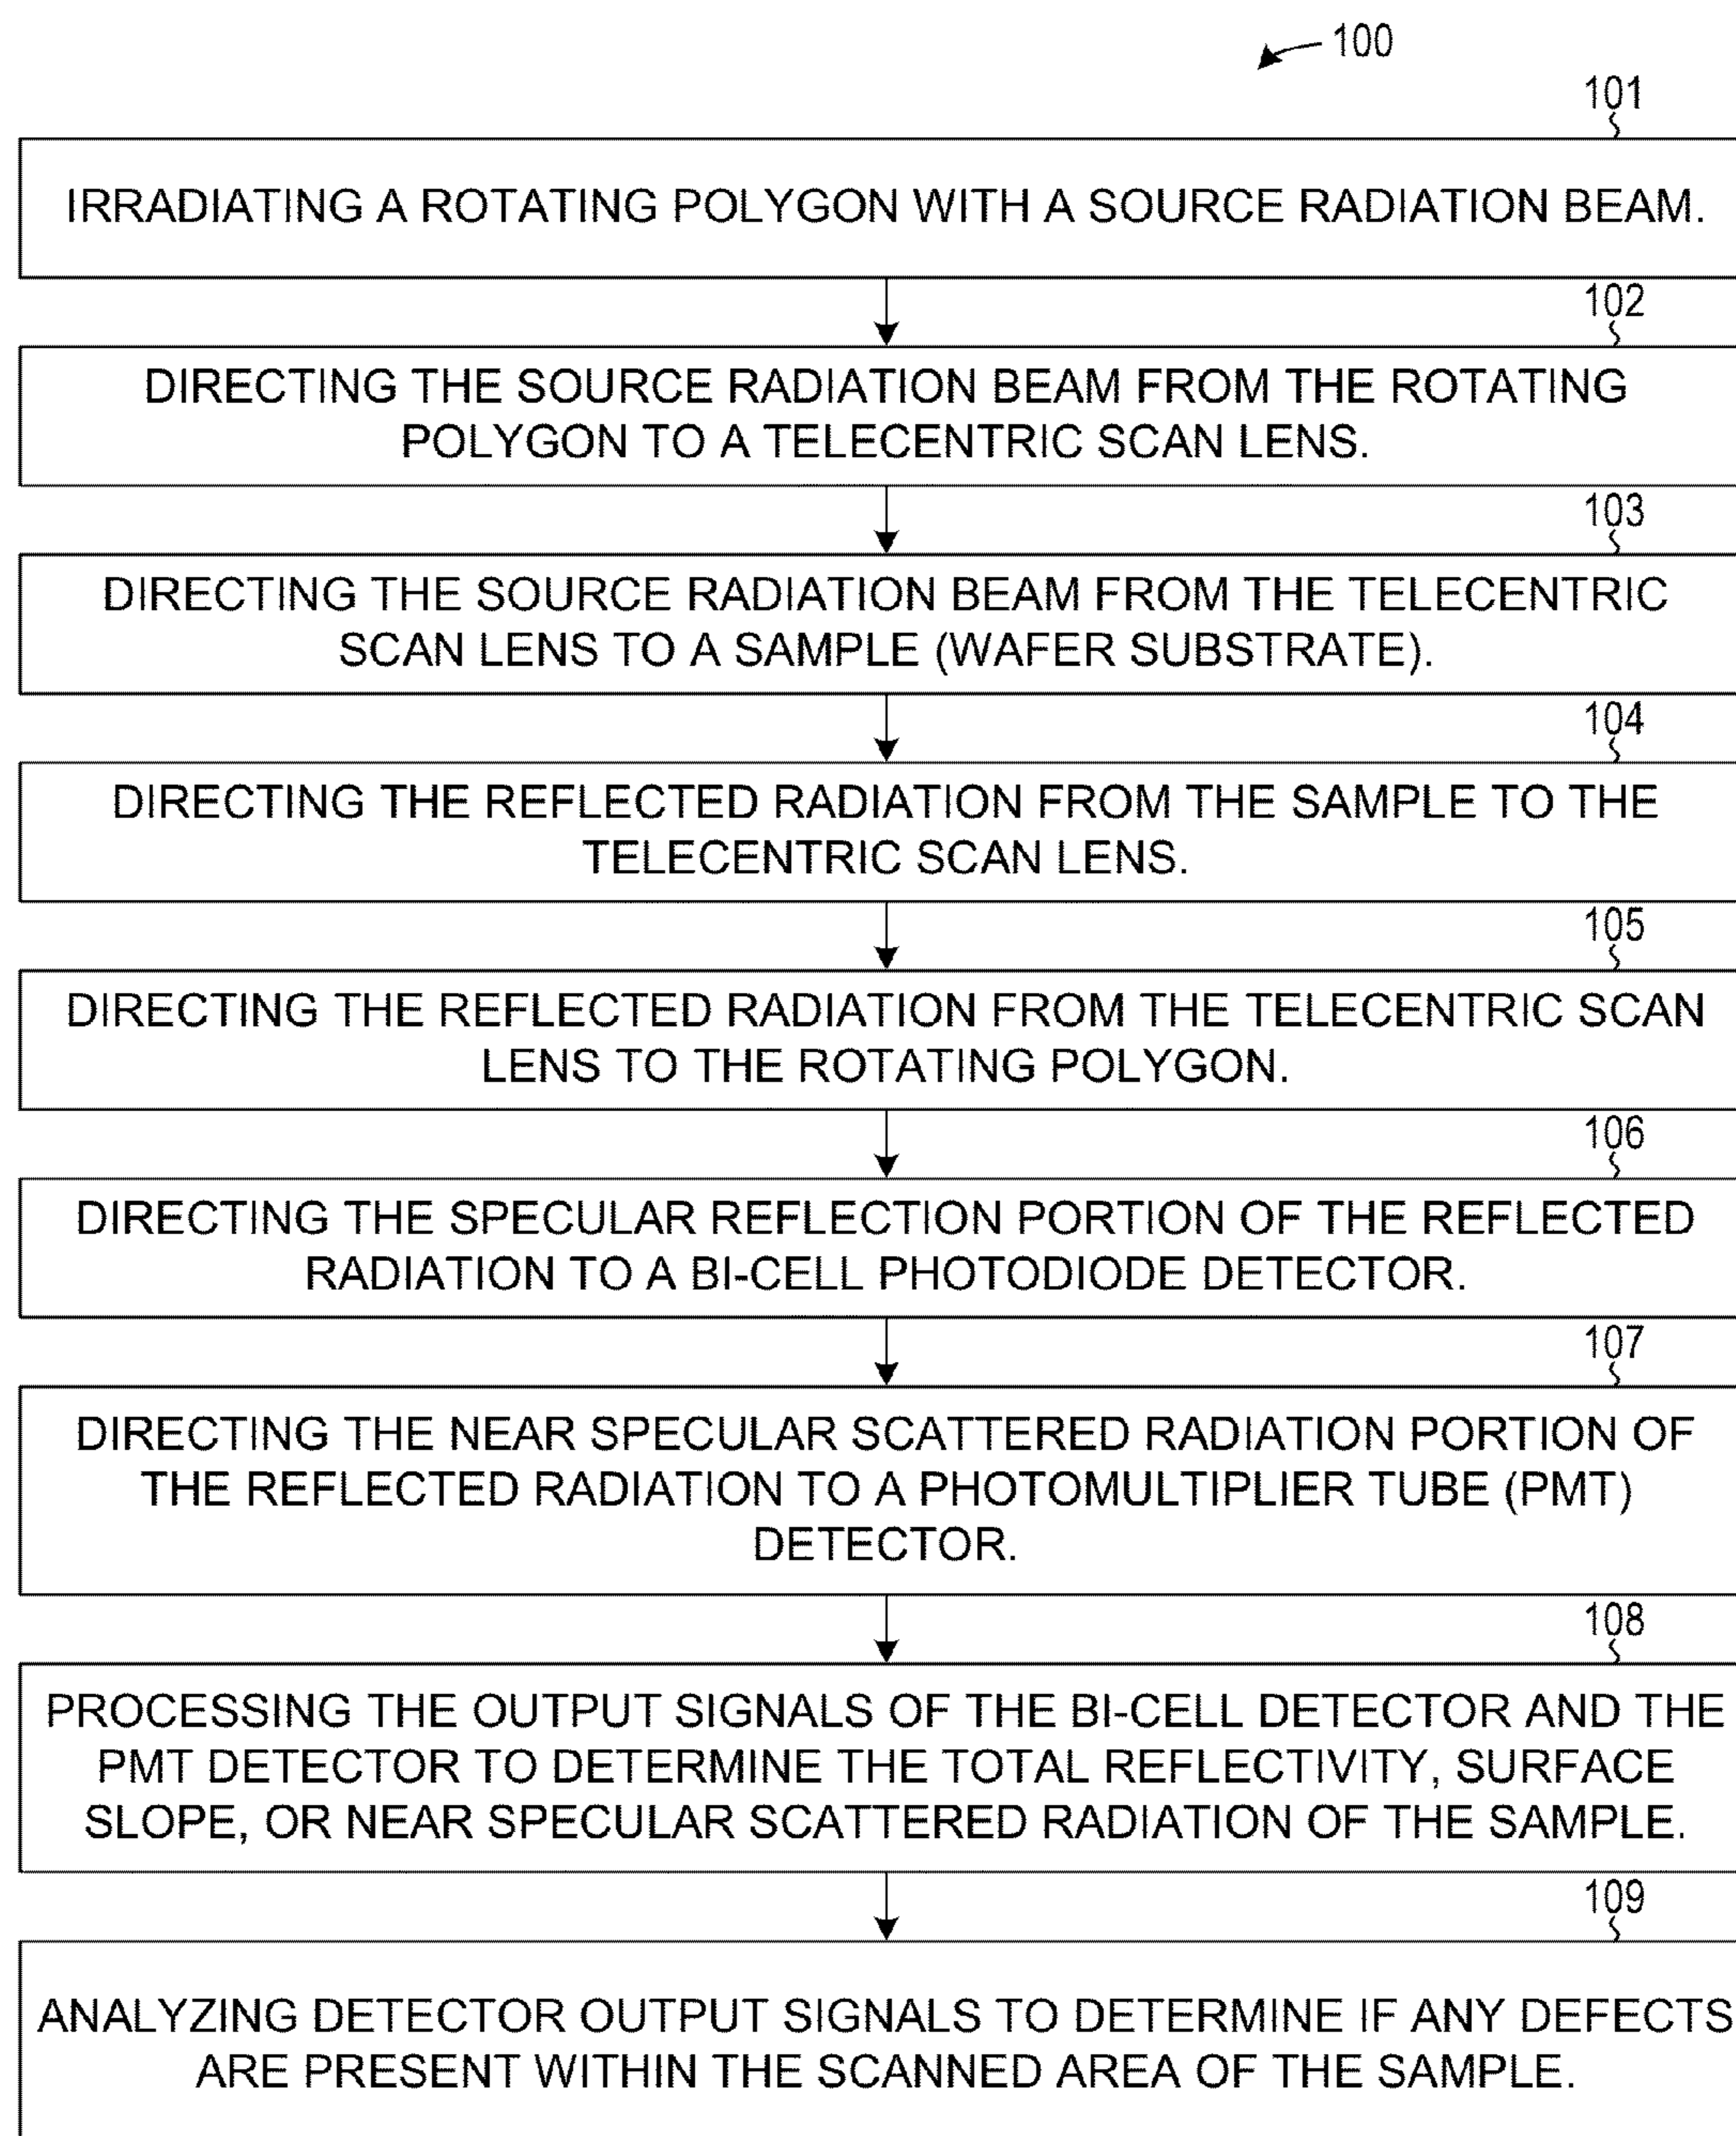 100
101
IRRADIATING A ROTATING POLYGON WITH A SOURCE RADIATION BEAM.
102
DIRECTING THE SOURCE RADIATION BEAM FROM THE ROTATING
POLYGON TO A TELECENTRIC SCAN LENS.
103
DIRECTING THE SOURCE RADIATION BEAM FROM THE TELECENTRIC
SCAN LENS TO A SAMPLE (WAFER SUBSTRATE).
104
DIRECTING THE REFLECTED RADIATION FROM THE SAMPLE TO THE
TELECENTRIC SCAN LENS.
105
DIRECTING THE REFLECTED RADIATION FROM THE TELECENTRIC SCAN
LENS TO THE ROTATING POLYGON.
106
DIRECTING THE SPECULAR REFLECTION PORTION OF THE REFLECTED
RADIATION TO A BI-CELL PHOTODIODE DETECTOR.
107
DIRECTING THE NEAR SPECULAR SCATTERED RADIATION PORTION OF
THE REFLECTED RADIATION TO A PHOTOMULTIPLIER TUBE (PMT)
DETECTOR.
108
PROCESSING THE OUTPUT SIGNALS OF THE BI-CELL DETECTOR AND THE
PMT DETECTOR TO DETERMINE THE TOTAL REFLECTIVITY, SURFACE
SLOPE, OR NEAR SPECULAR SCATTERED RADIATION OF THE SAMPLE.
109
ANALYZING DETECTOR OUTPUT SIGNALS TO DETERMINE IF ANY DEFECTS
ARE PRESENT WITHIN THE SCANNED AREA OF THE SAMPLE.